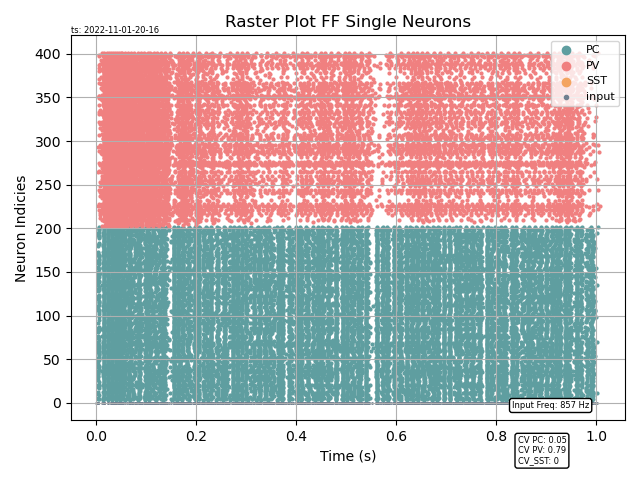 Raster Plot FF Single Neurons
ts: 2022-11-01-20-16
PC
PV
SST
input
400
350
300
250
200
150
100
50
0
Neuron Indicies
Input Freq: 857 Hz
0.0 0.2 0.4 0.6 0.8 1.0
Time (s)
CV PC: 0.05
CV PV: 0.79
CV_SST: 0